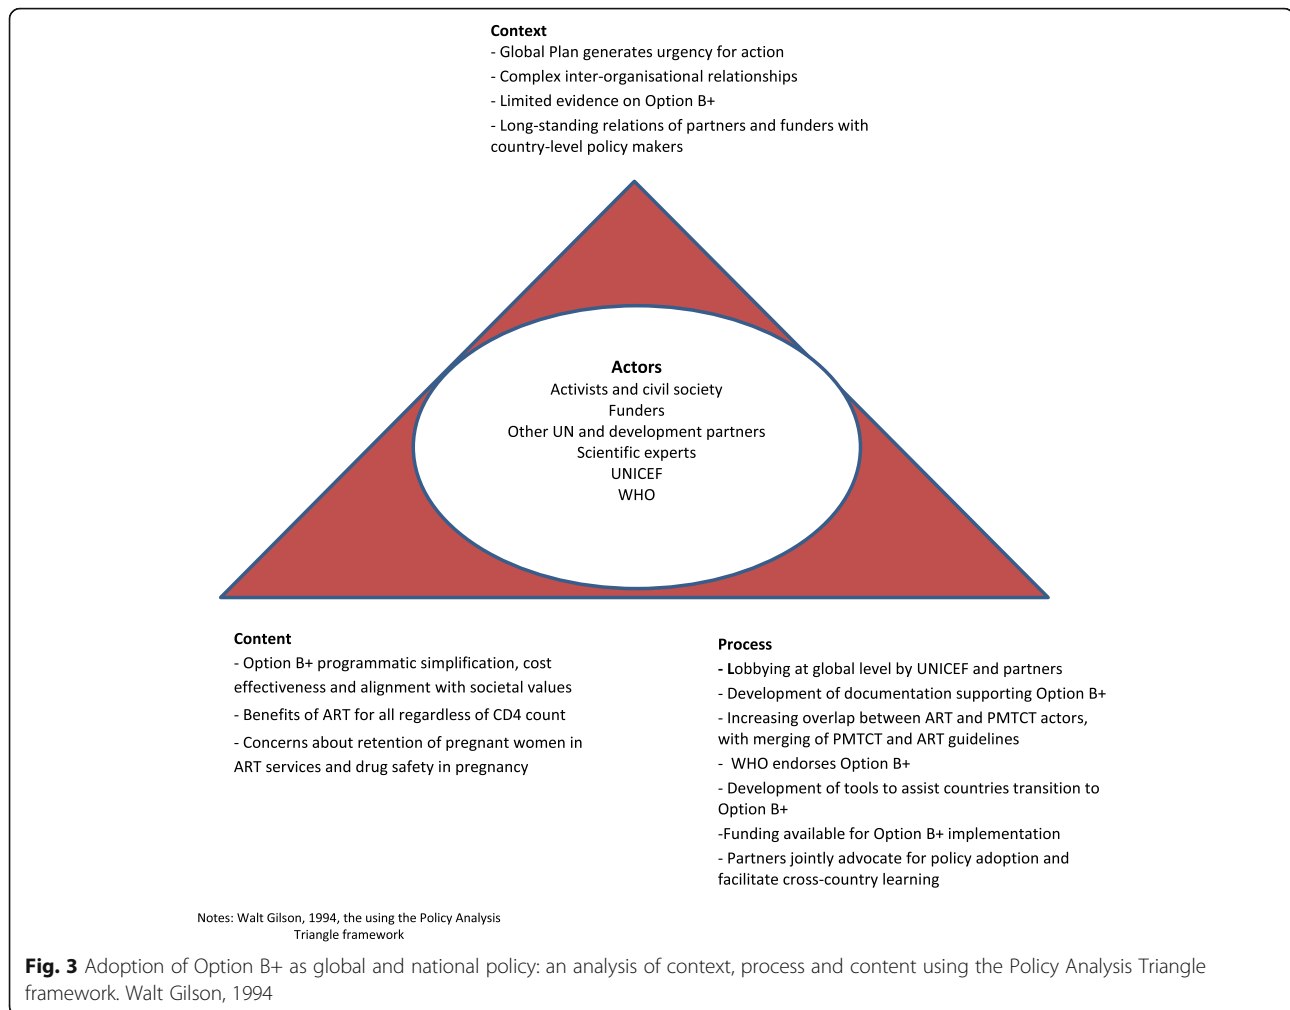 Context
- Global Plan generates urgency for action
- Complex inter-organisational relationships
- Limited evidence on Option B+
- Long-standing relations of partners and funders with
country-level policy makers
Actors
Activists and civil society
Funders
Other UN and development partners
Scientific experts
UNICEF
WHO
Content
- Option B+ programmatic simplification, cost
effectiveness and alignment with societal values
- Benefits of ART for all regardless of CD4 count
- Concerns about retention of pregnant women in
ART services and drug safety in pregnancy
Process
- Lobbying at global level by UNICEF and partners
- Development of documentation supporting Option B+
- Increasing overlap between ART and PMTCT actors,
with merging of PMTCT and ART guidelines
-  WHO endorses Option B+
- Development of tools to assist countries transition to
Option B+
-Funding available for Option B+ implementation
- Partners jointly advocate for policy adoption and
facilitate cross-country learning
Notes: Walt Gilson, 1994, the using the Policy Analysis
Triangle framework
Fig. 3 Adoption of Option B+ as global and national policy: an analysis of context, process and content using the Policy Analysis Triangle
framework. Walt Gilson, 1994